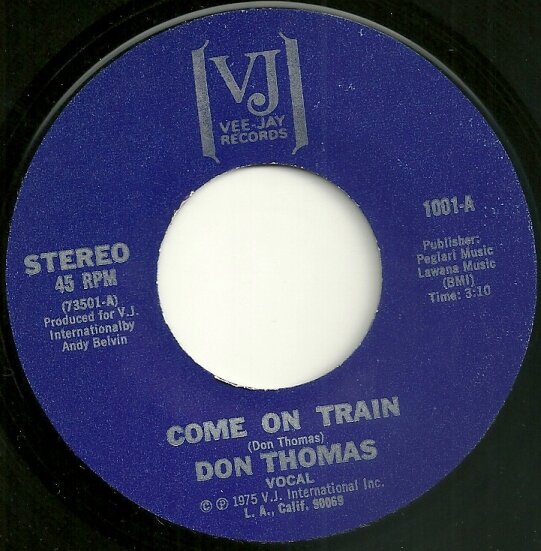 VJ
VEE-JAY
RECORDS
1001-A
Publisher:
Peglari Music
Lawana Music
(BMI)
Time: 3:10
STEREO
45 RPM
(73501-A)
Produced for V.J.
Internationalby
Andy Belvin
COME ON TRAIN
(Don Thomas)
DON THOMAS
VOCAL
© ℗ 1975 V.J. International Inc.
L. A., Calif. 90069